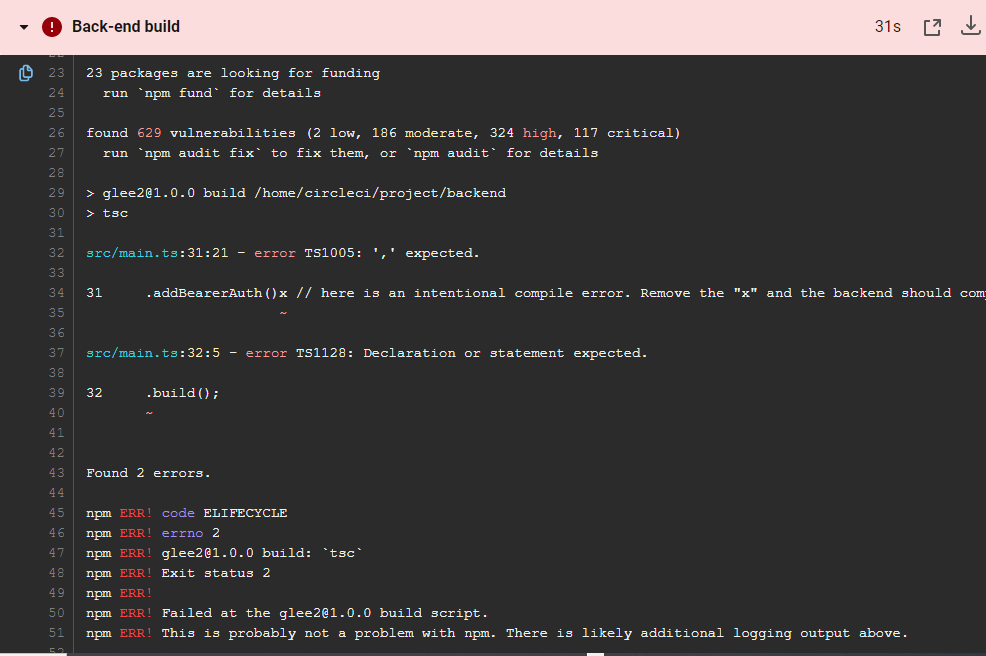 Back-end build 31s
23 23 packages are looking for funding
24 run `npm fund` for details
25
26 found 629 vulnerabilities (2 low, 186 moderate, 324 high, 117 critical)
27 run `npm audit fix` to fix them, or `npm audit` for details
28
29 > glee2@1.0.0 build /home/circleci/project/backend
30 > tsc
31
32 src/main.ts:31:21 - error TS1005: ',' expected.
33
34 31 .addBearerAuth()x // here is an intentional compile error. Remove the "x" and the backend should com
35 ~
36
37 src/main.ts:32:5 - error TS1128: Declaration or statement expected.
38
39 32 .build();
40 ~
41
42
43 Found 2 errors.
44
45 npm ERR! code ELIFECYCLE
46 npm ERR! errno 2
47 npm ERR! glee2@1.0.0 build: `tsc`
48 npm ERR! Exit status 2
49 npm ERR!
50 npm ERR! Failed at the glee2@1.0.0 build script.
51 npm ERR! This is probably not a problem with npm. There is likely additional logging output above.